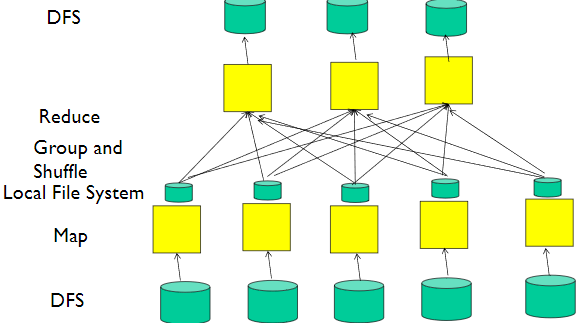 DFS
Reduce
Group and
Shuffle
Local File System
Map
DFS